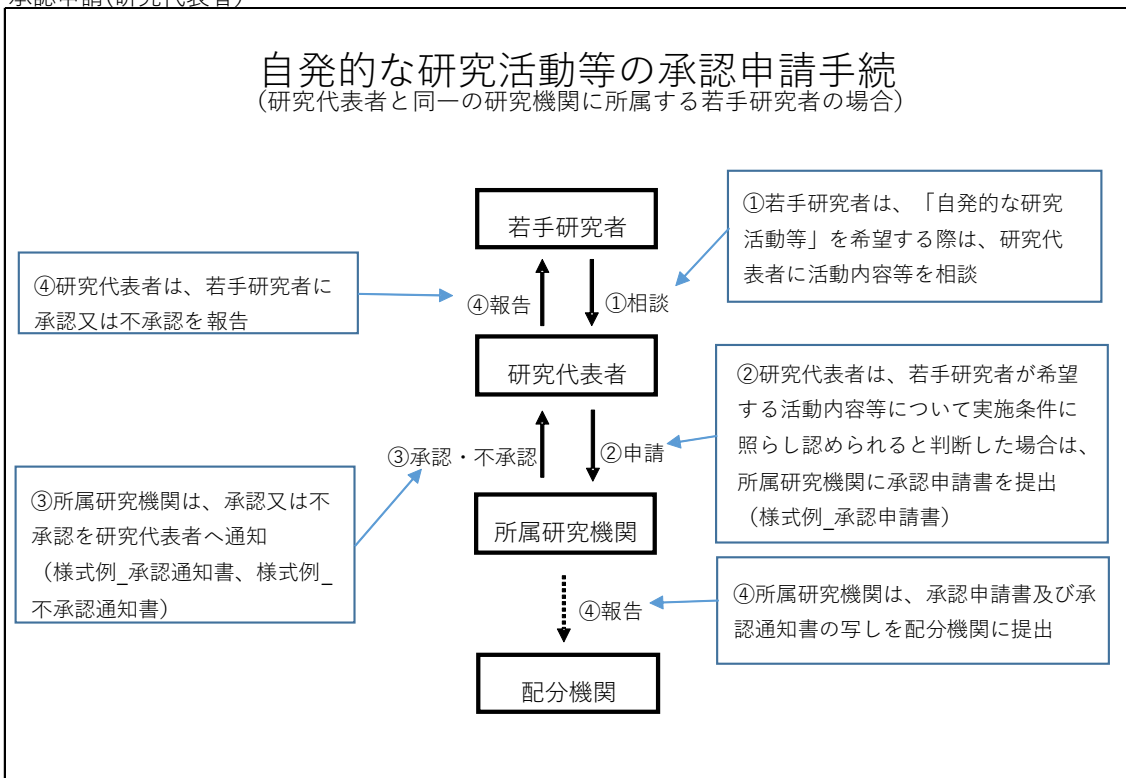 承認申請(研究代表者)
自発的な研究活動等の承認申請手続
(研究代表者と同一の研究機関に所属する若手研究者の場合)
若手研究者
①若手研究者は、「自発的な研究
活動等」を希望する際は、研究代
表者に活動内容等を相談
④研究代表者は、若手研究者に
承認又は不承認を報告
④報告
①相談
研究代表者
②研究代表者は、若手研究者が希望
する活動内容等について実施条件に
照らし認められると判断した場合は、
所属研究機関に承認申請書を提出
（様式例_承認申請書）
③承認・不承認
②申請
③所属研究機関は、承認又は不
承認を研究代表者へ通知
（様式例_承認通知書、様式例_
不承認通知書）
所属研究機関
④報告
④所属研究機関は、承認申請書及び承
認通知書の写しを配分機関に提出
配分機関